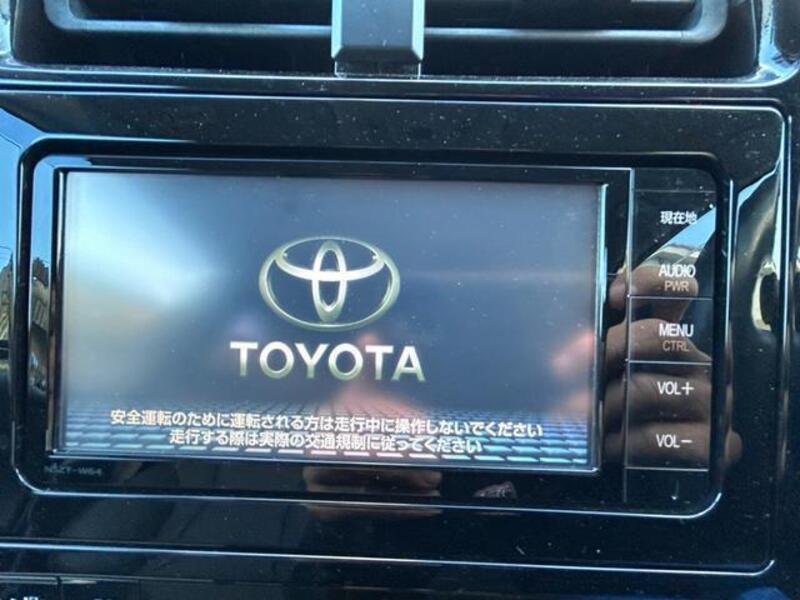 現在地
AUDIO
PWR
MENU
CTRL
VOL+
VOL−
TOYOTA
安全運転のために運転される方は走行中に操作しないでください
走行する際は実際の交通規制に従ってください
NSZT-W64